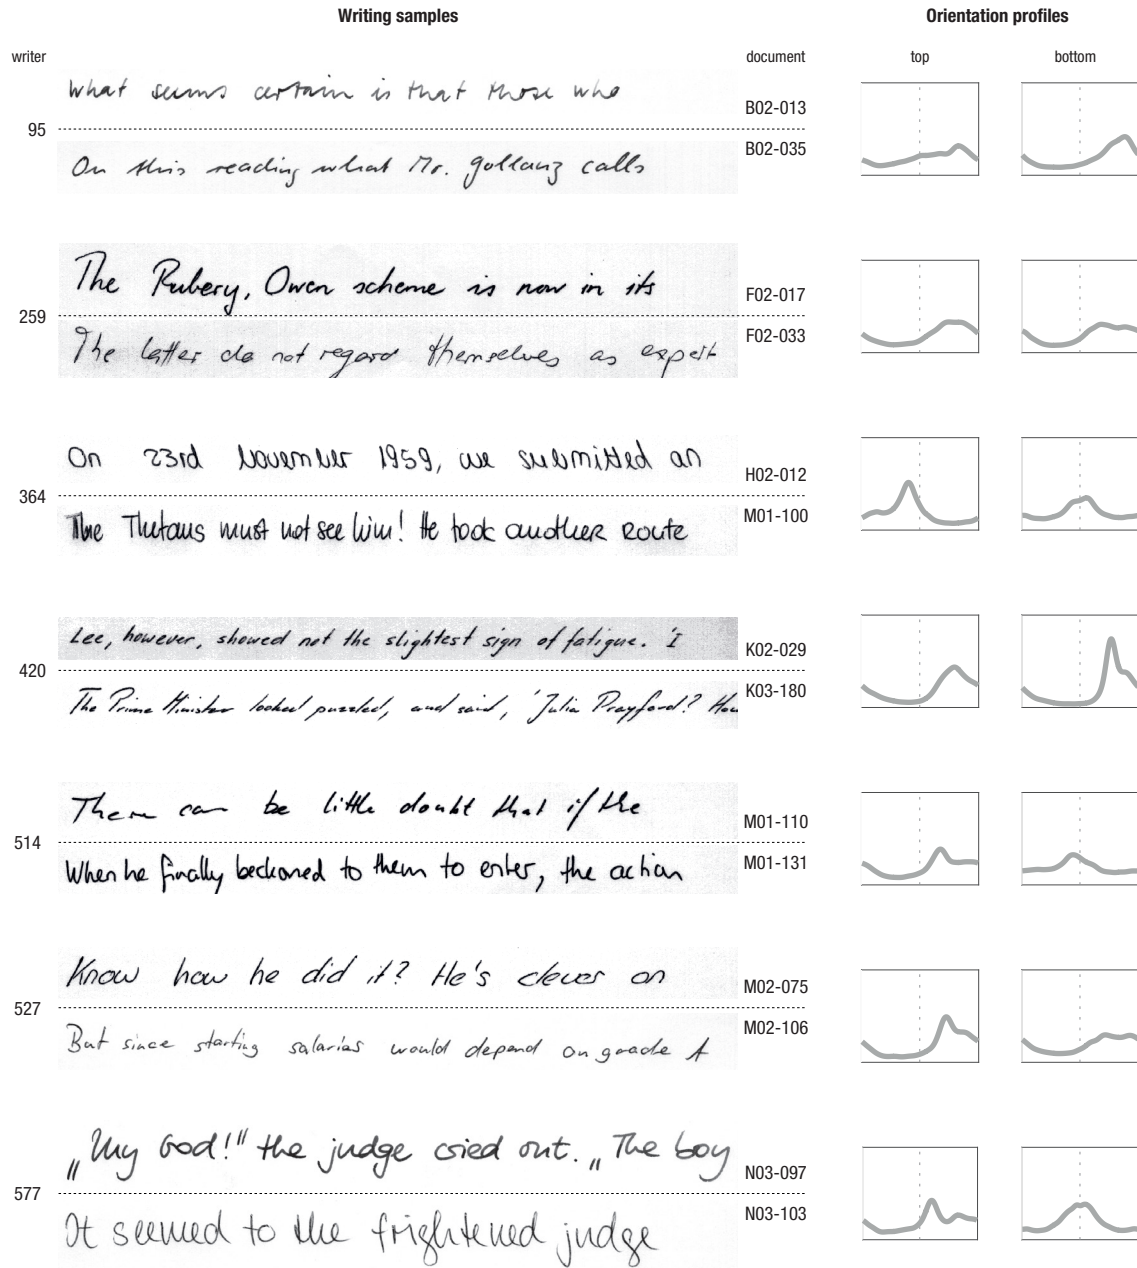 Writing samples Orientation profiles
writer document top bottom
What seems certain is that those who
B02-013
95
B02-035
On this reading what Mr. Gollanz calls
The Rubery, Owen scheme is now in its
F02-017
259
F02-033
The latter do not regard themselves as expert
On 23rd November 1959, we submitted an
H02-012
364
M01-100
The Thetans must not see him! He took another Route
Lee, however, showed not the slightest sign of fatigue. 'I
K02-029
420
K03-180
The Prime Minister looked puzzled, and said, 'Julia Prayford? How
There can be little doubt that if the
M01-110
514
M01-131
When he finally beckoned to them to enter, the action
Know how he did it? He's clever on
M02-075
527
M02-106
But since starting salaries would depend on grade A
„My God!" the judge cried out. „The boy
N03-097
577
N03-103
It seemed to the frightened judge